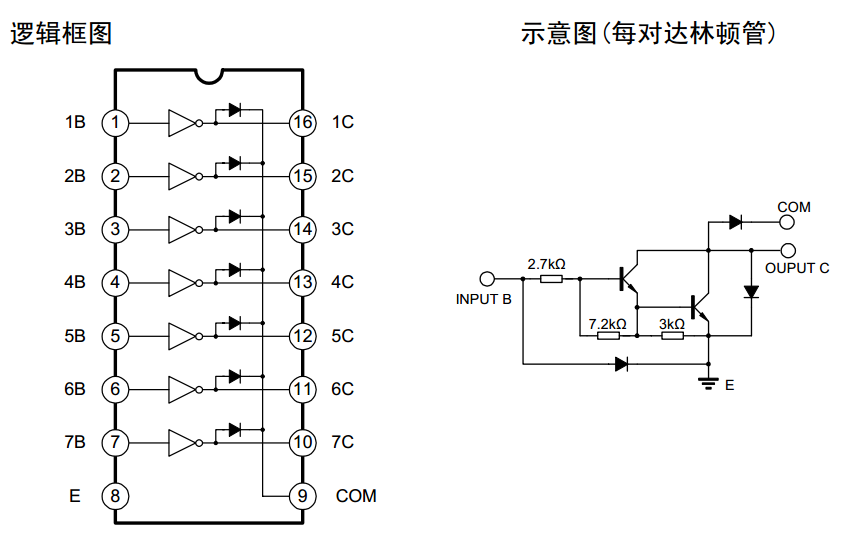 逻辑框图
示意图(每对达林顿管)
1B 1 16 1C
2B 2 15 2C
3B 3 14 3C
4B 4 13 4C
5B 5 12 5C
6B 6 11 6C
7B 7 10 7C
E 8 9 COM
COM
2.7kΩ
OUPUT C
INPUT B
7.2kΩ 3kΩ
E